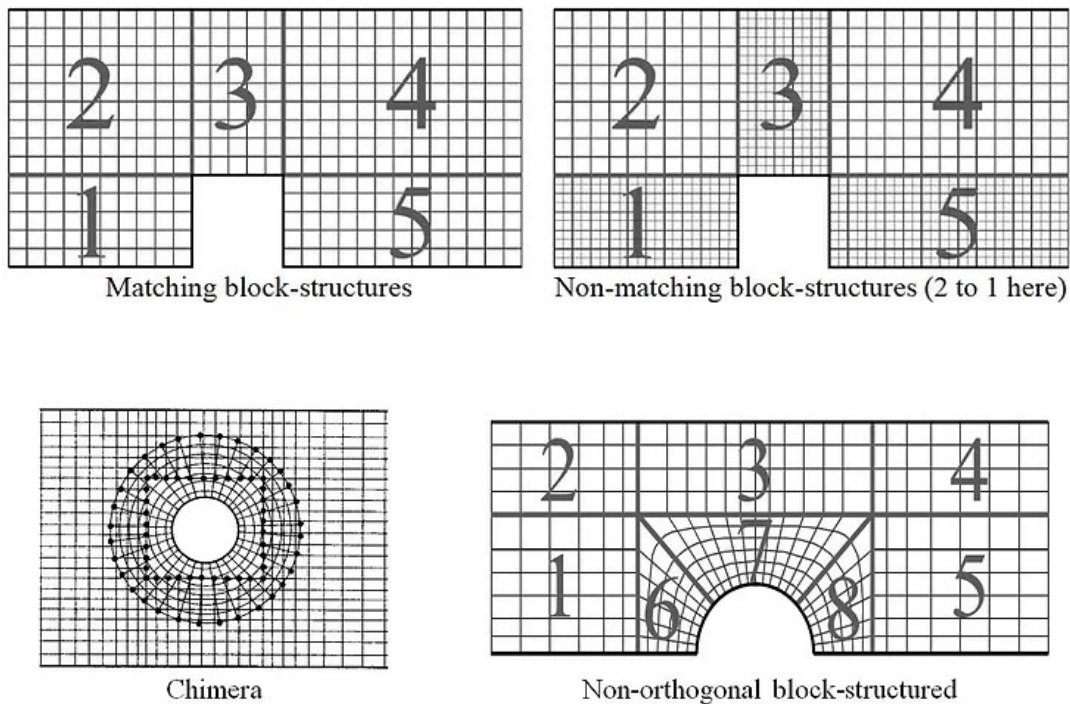 2 3 4
1 5
Matching block-structures
2 3 4
1 5
Non-matching block-structures (2 to 1 here)
Chimera
2 3 4
1 6 7 8 5
Non-orthogonal block-structured